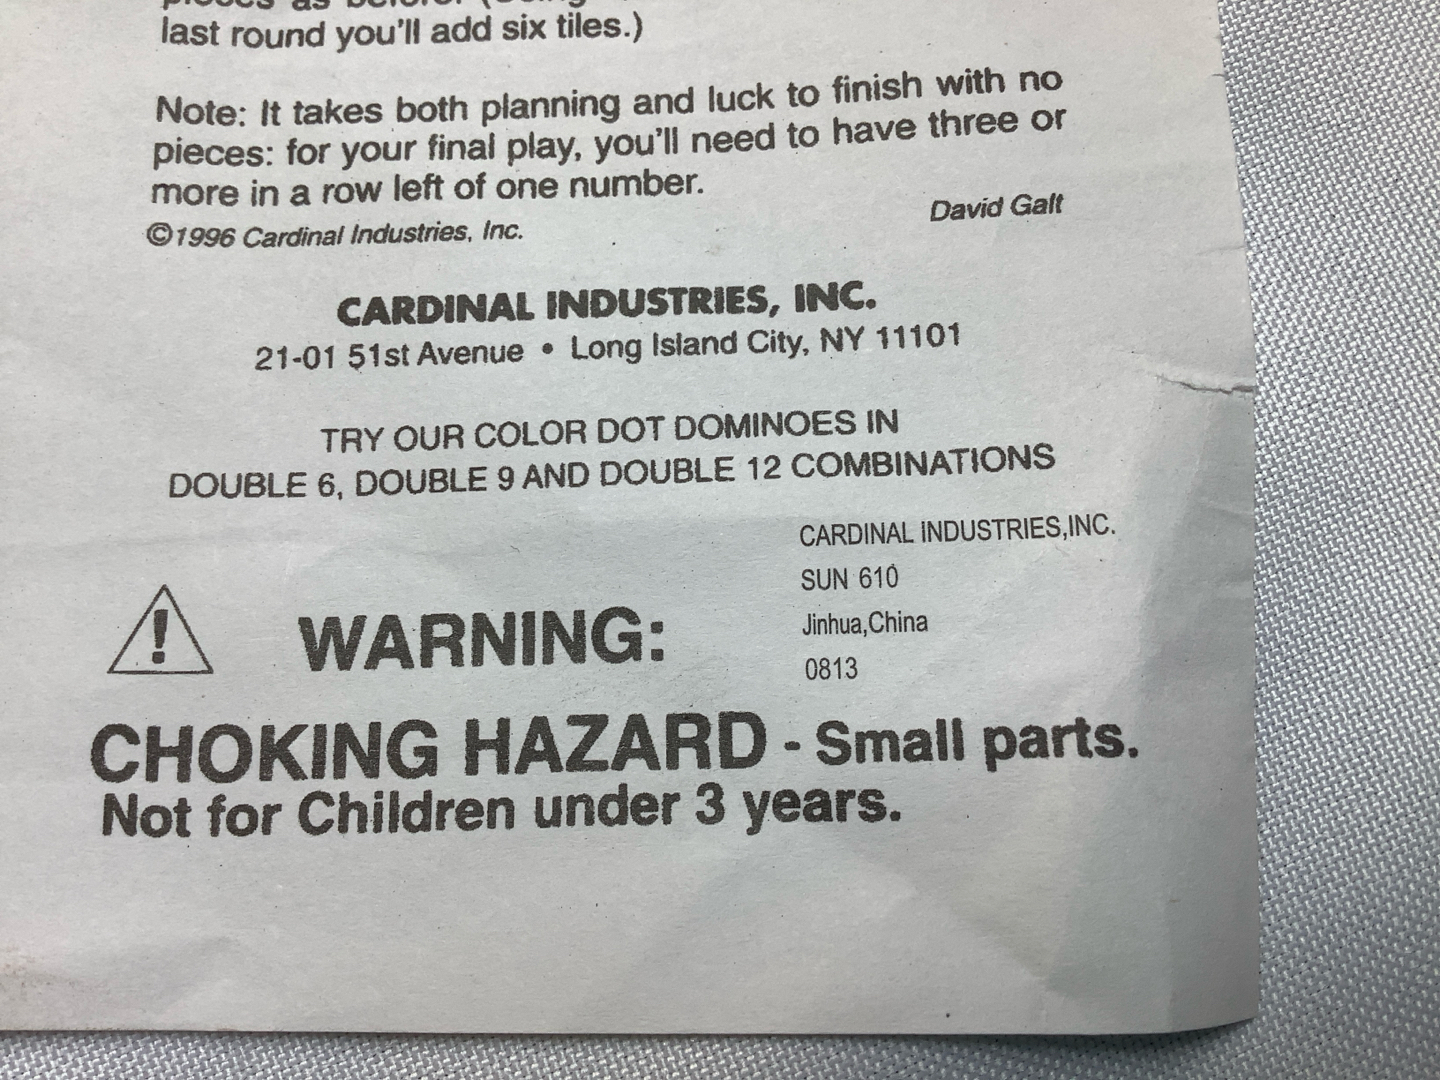 last round you'll add six tiles.)
Note: It takes both planning and luck to finish with no
pieces: for your final play, you'll need to have three or
more in a row left of one number.
David Galt
©1996 Cardinal Industries, Inc.
CARDINAL INDUSTRIES, INC.
21-01 51st Avenue • Long Island City, NY 11101
TRY OUR COLOR DOT DOMINOES IN
DOUBLE 6, DOUBLE 9 AND DOUBLE 12 COMBINATIONS
CARDINAL INDUSTRIES,INC.
SUN 610
Jinhua,China
0813
! WARNING:
CHOKING HAZARD - Small parts.
Not for Children under 3 years.